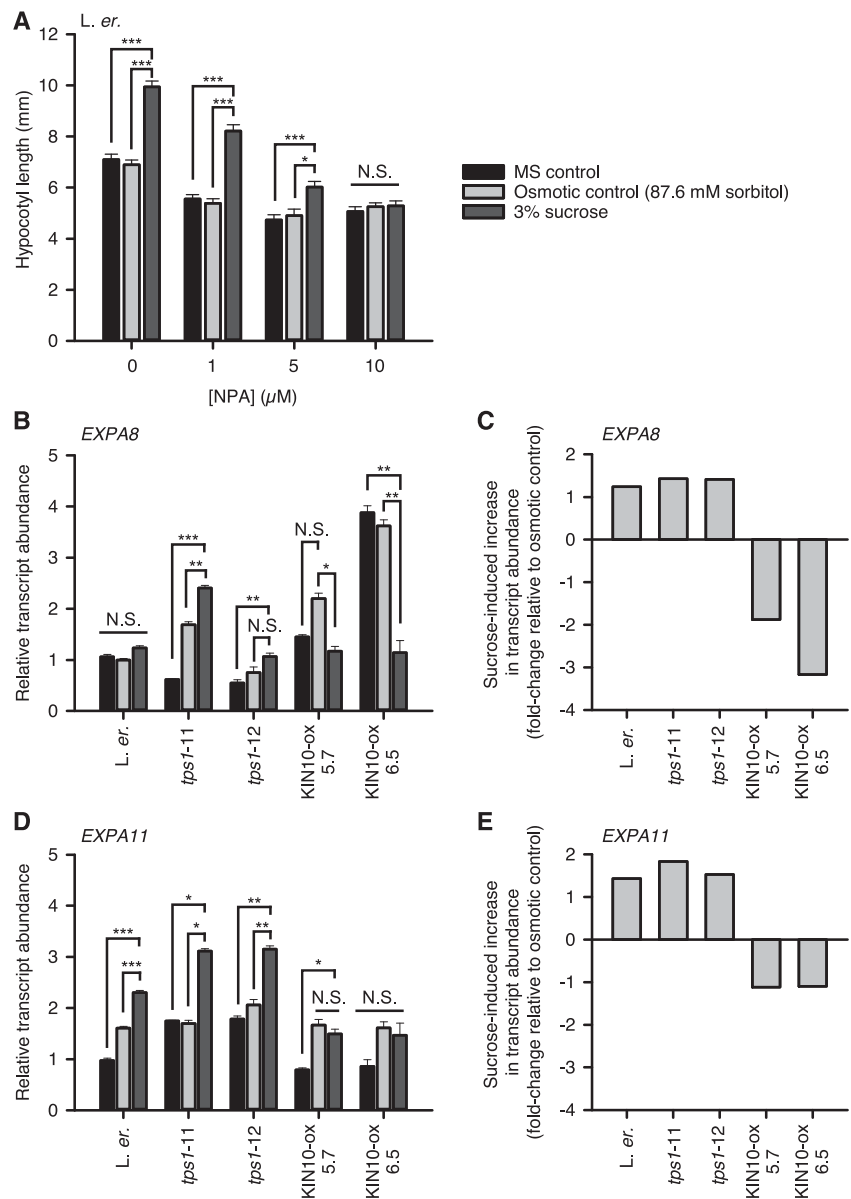 A
L. er.
Hypocotyl length (mm)
12
10
8
6
4
2
0
***
***
***
***
***
*
N.S.
0
1
5
10
[NPA] (µM)
MS control
Osmotic control (87.6 mM sorbitol)
3% sucrose
B
EXPA8
Relative transcript abundance
5
4
3
2
1
0
N.S.
***
**
**
N.S.
N.S.
*
**
**
L. er.
tps1-11
tps1-12
KIN10-ox
5.7
KIN10-ox
6.5
C
EXPA8
Sucrose-induced increase
in transcript abundance
(fold-change relative to osmotic control)
2
1
0
-1
-2
-3
-4
L. er.
tps1-11
tps1-12
KIN10-ox
5.7
KIN10-ox
6.5
D
EXPA11
Relative transcript abundance
5
4
3
2
1
0
***
***
*
*
**
**
*
N.S.
N.S.
L. er.
tps1-11
tps1-12
KIN10-ox
5.7
KIN10-ox
6.5
E
EXPA11
Sucrose-induced increase
in transcript abundance
(fold-change relative to osmotic control)
2
1
0
-1
-2
-3
-4
L. er.
tps1-11
tps1-12
KIN10-ox
5.7
KIN10-ox
6.5